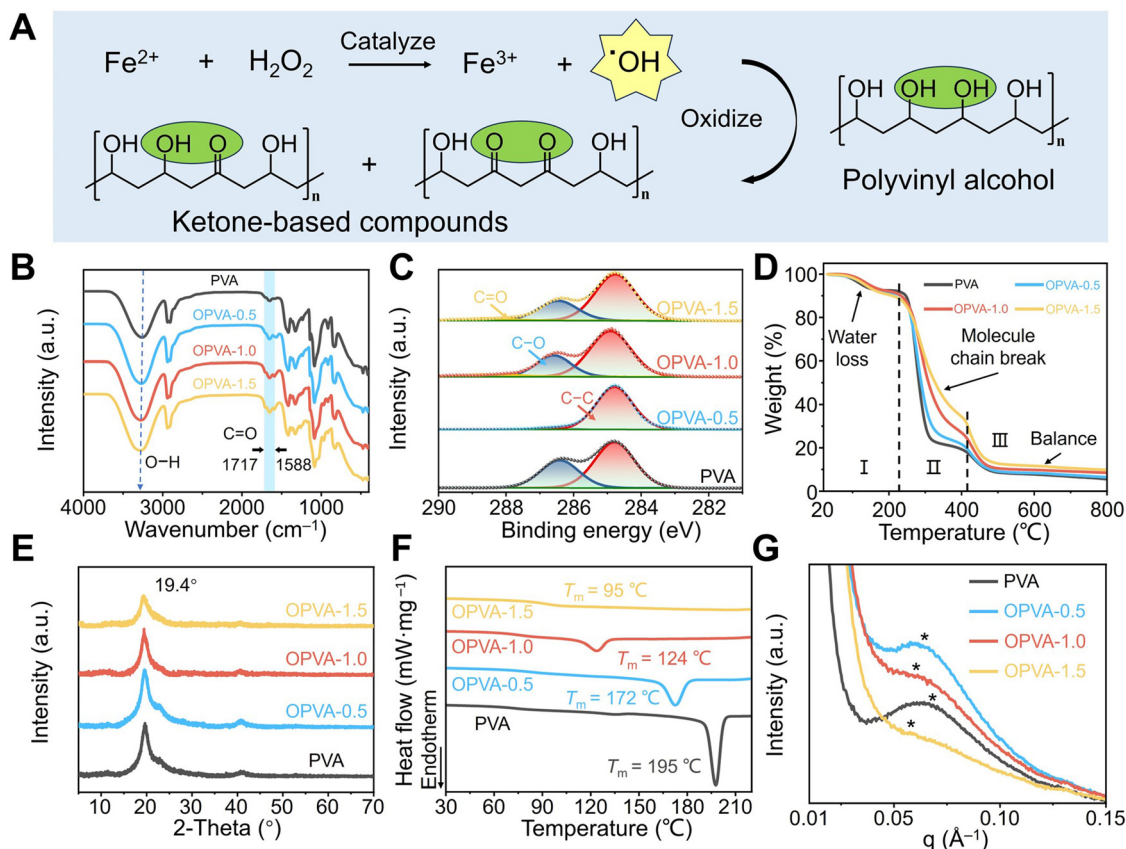 A
Fe²⁺ + H₂O₂ Catalyze Fe³⁺ + ·OH
Oxidize
OH OH OH OH
n
Polyvinyl alcohol
OH OH O OH
n
+
OH O O OH
n
Ketone-based compounds
B
Intensity (a.u.)
PVA
OPVA-0.5
OPVA-1.0
OPVA-1.5
C=O
1717
1588
O−H
4000 3000 2000 1000
Wavenumber (cm⁻¹)
C
Intensity (a.u.)
C=O
OPVA-1.5
C−O
OPVA-1.0
C−C
OPVA-0.5
PVA
290 288 286 284 282
Binding energy (eV)
D
Weight (%)
100
80
60
40
20
0
PVA
OPVA-0.5
OPVA-1.0
OPVA-1.5
Water
loss
Molecule
chain break
Balance
I
II
III
20 200 400 600 800
Temperature (℃)
E
Intensity (a.u.)
19.4°
OPVA-1.5
OPVA-1.0
OPVA-0.5
PVA
10 20 30 40 50 60 70
2-Theta (°)
F
Heat flow (mW·mg⁻¹)
Endotherm
Tm = 95 ℃
OPVA-1.5
OPVA-1.0
Tm = 124 ℃
OPVA-0.5
Tm = 172 ℃
PVA
Tm = 195 ℃
30 60 90 120 150 180 210
Temperature (℃)
G
Intensity (a.u.)
PVA
OPVA-0.5
OPVA-1.0
OPVA-1.5
*
*
*
*
0.01 0.05 0.10 0.15
q (Å⁻¹)